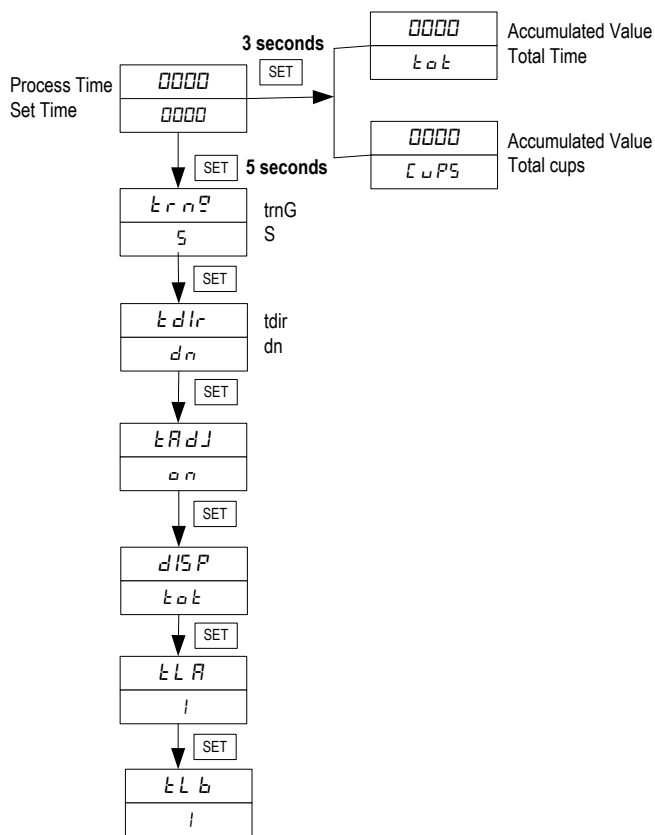 0000
Accumulated Value
3 seconds
tot
Total Time
SET
Process Time
0000
Set Time
0000
0000
Accumulated Value
CuPS
Total cups
SET
5 seconds
trnG
trnG
S
S
SET
tdIr
tdir
dn
dn
SET
tAdJ
on
SET
dISP
tot
SET
tLA
1
SET
tLb
1